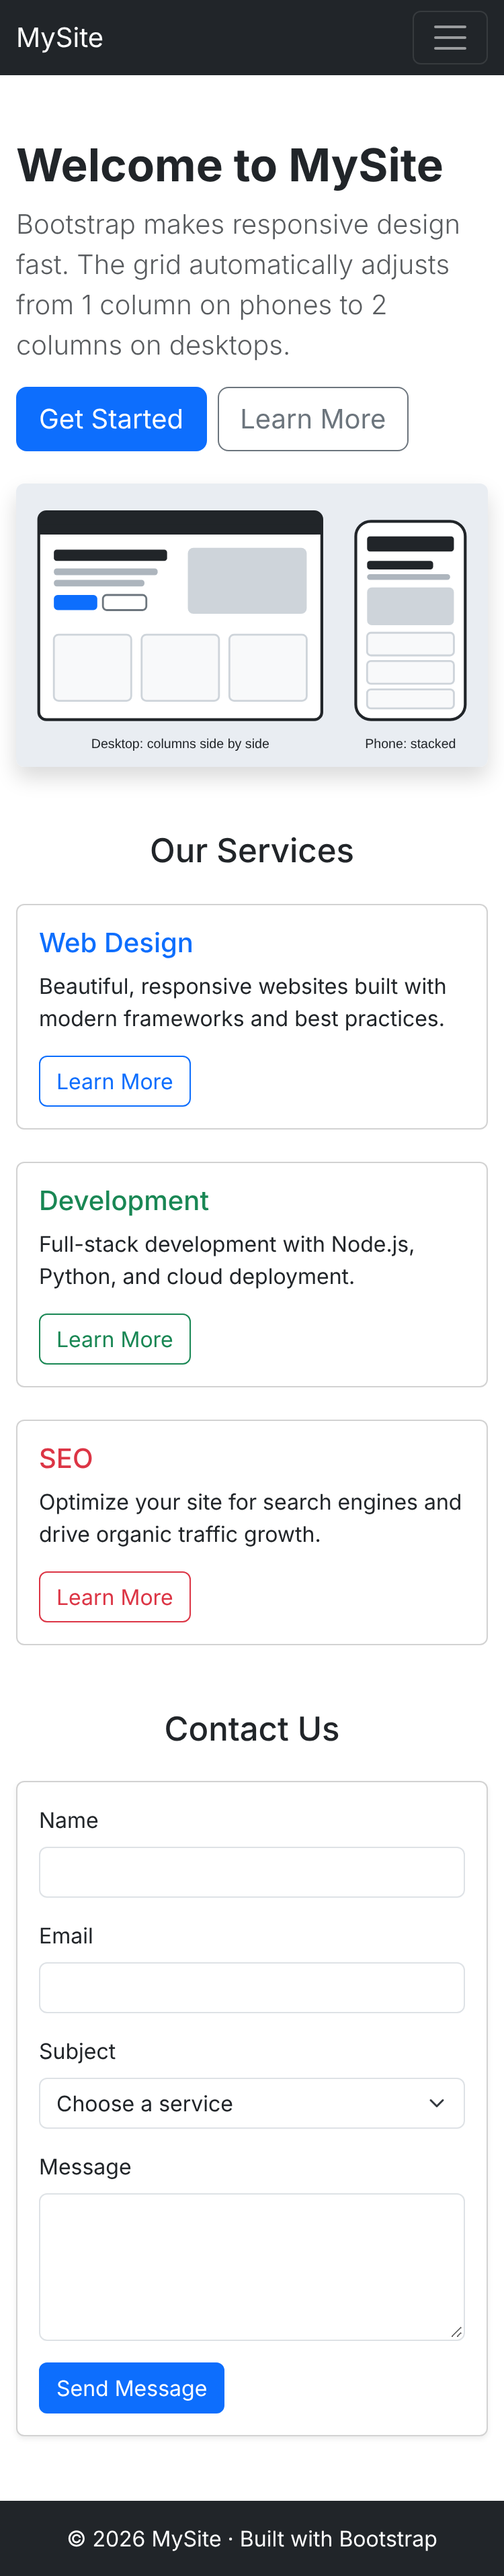 MySite
Welcome to MySite
Bootstrap makes responsive design
fast. The grid automatically adjusts
from 1 column on phones to 2
columns on desktops.
Get Started
Learn More
Desktop: columns side by side
Phone: stacked
Our Services
Web Design
Beautiful, responsive websites built with
modern frameworks and best practices.
Learn More
Development
Full-stack development with Node.js,
Python, and cloud deployment.
Learn More
SEO
Optimize your site for search engines and
drive organic traffic growth.
Learn More
Contact Us
Name
Email
Subject
Choose a service
Message
Send Message
© 2026 MySite · Built with Bootstrap